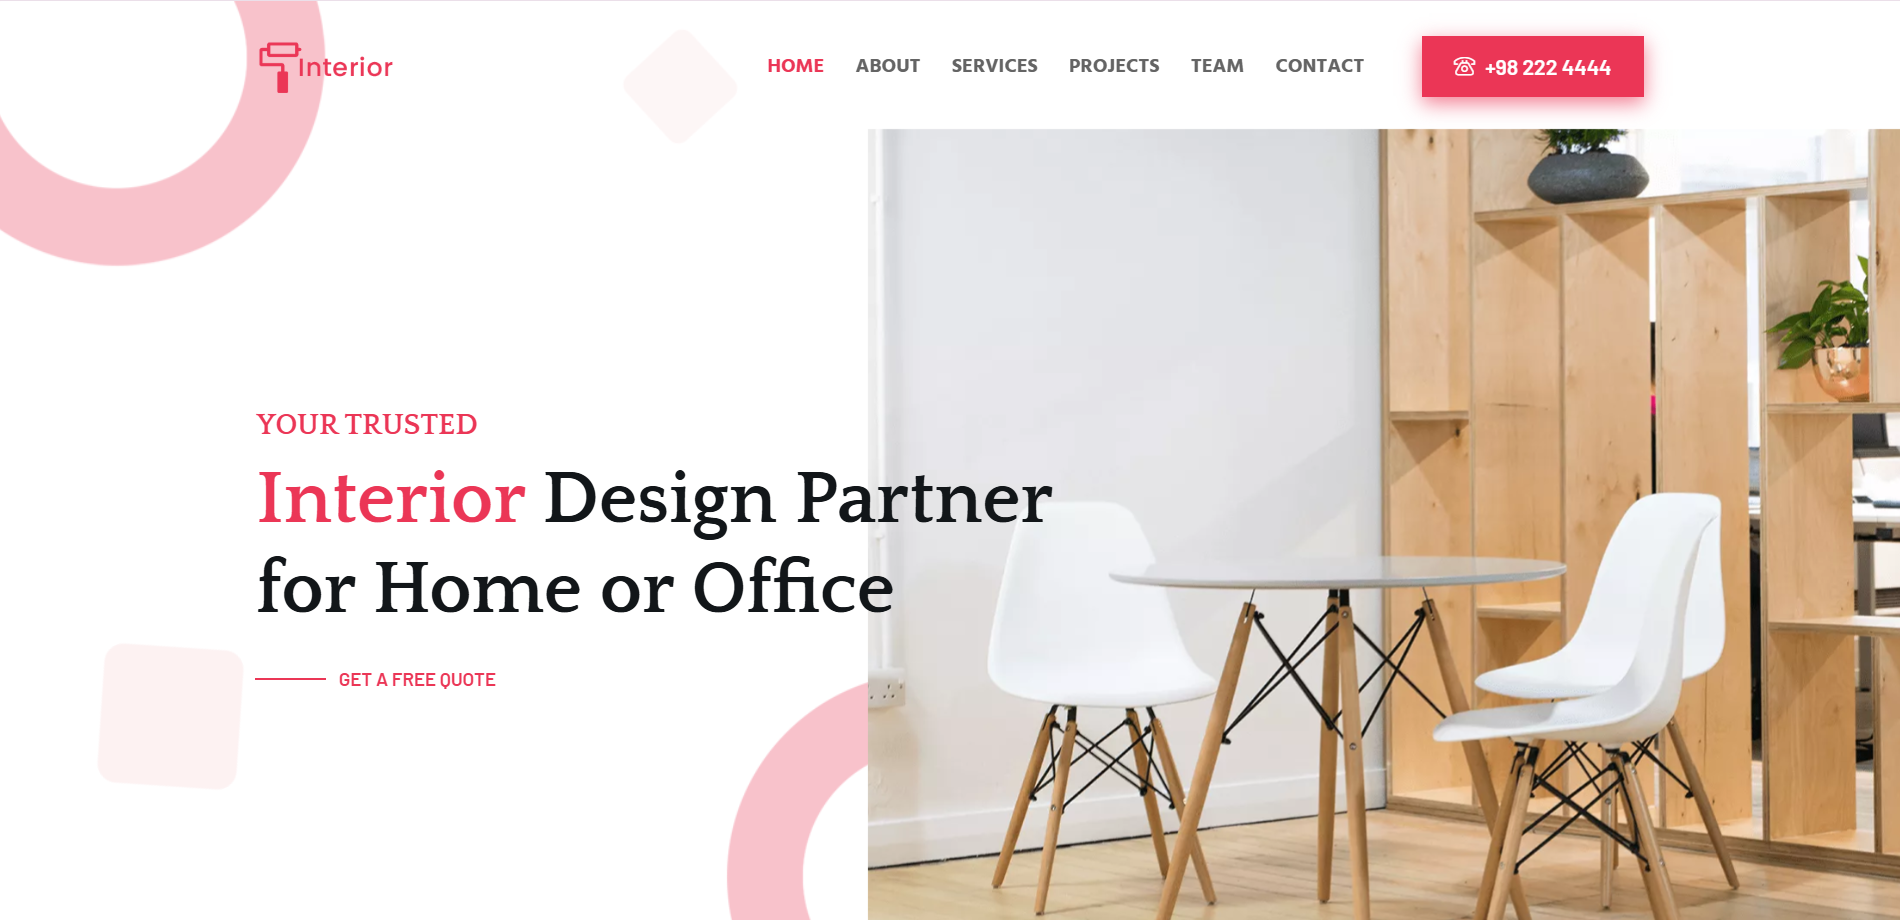 Interior
HOME ABOUT SERVICES PROJECTS TEAM CONTACT
+98 222 4444
YOUR TRUSTED
Interior Design Partner
for Home or Office
GET A FREE QUOTE